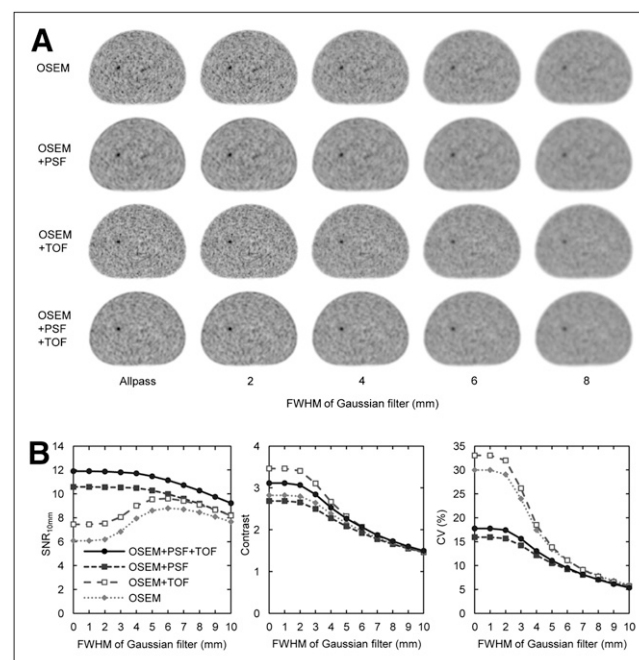 A
OSEM
OSEM
+PSF
OSEM
+TOF
OSEM
+PSF
+TOF
Allpass 2 4 6 8
FWHM of Gaussian filter (mm)
B
14
12
10
8
6
4
2
0
SNR10mm
OSEM+PSF+TOF
OSEM+PSF
OSEM+TOF
OSEM
0 1 2 3 4 5 6 7 8 9 10
FWHM of Gaussian filter (mm)
4
3
2
1
0
Contrast
0 1 2 3 4 5 6 7 8 9 10
FWHM of Gaussian filter (mm)
35
30
25
20
15
10
5
0
CV (%)
0 1 2 3 4 5 6 7 8 9 10
FWHM of Gaussian filter (mm)